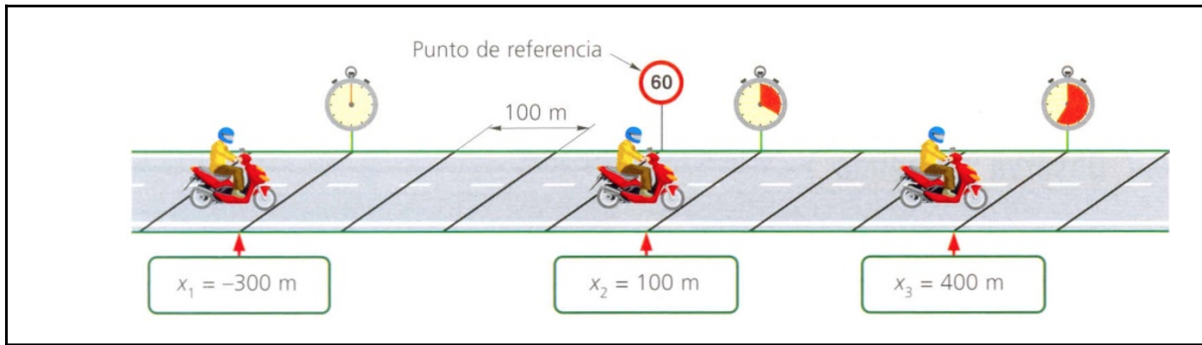 Punto de referencia
60
100 m
x₁ = –300 m
x₂ = 100 m
x₃ = 400 m